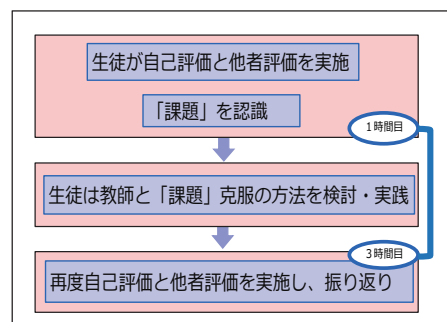 生徒が自己評価と他者評価を実施
「課題」を認識
1時間目
生徒は教師と「課題」克服の方法を検討・実践
3時間目
再度自己評価と他者評価を実施し、振り返り